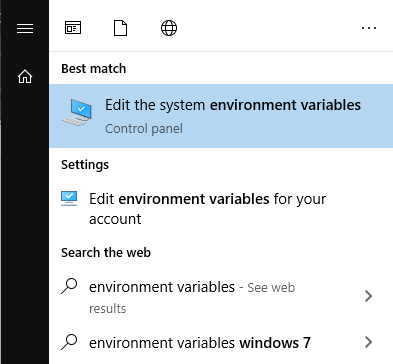 Best match
Edit the system environment variables
Control panel
Settings
Edit environment variables for your
account
Search the web
environment variables - See web
results
environment variables windows 7